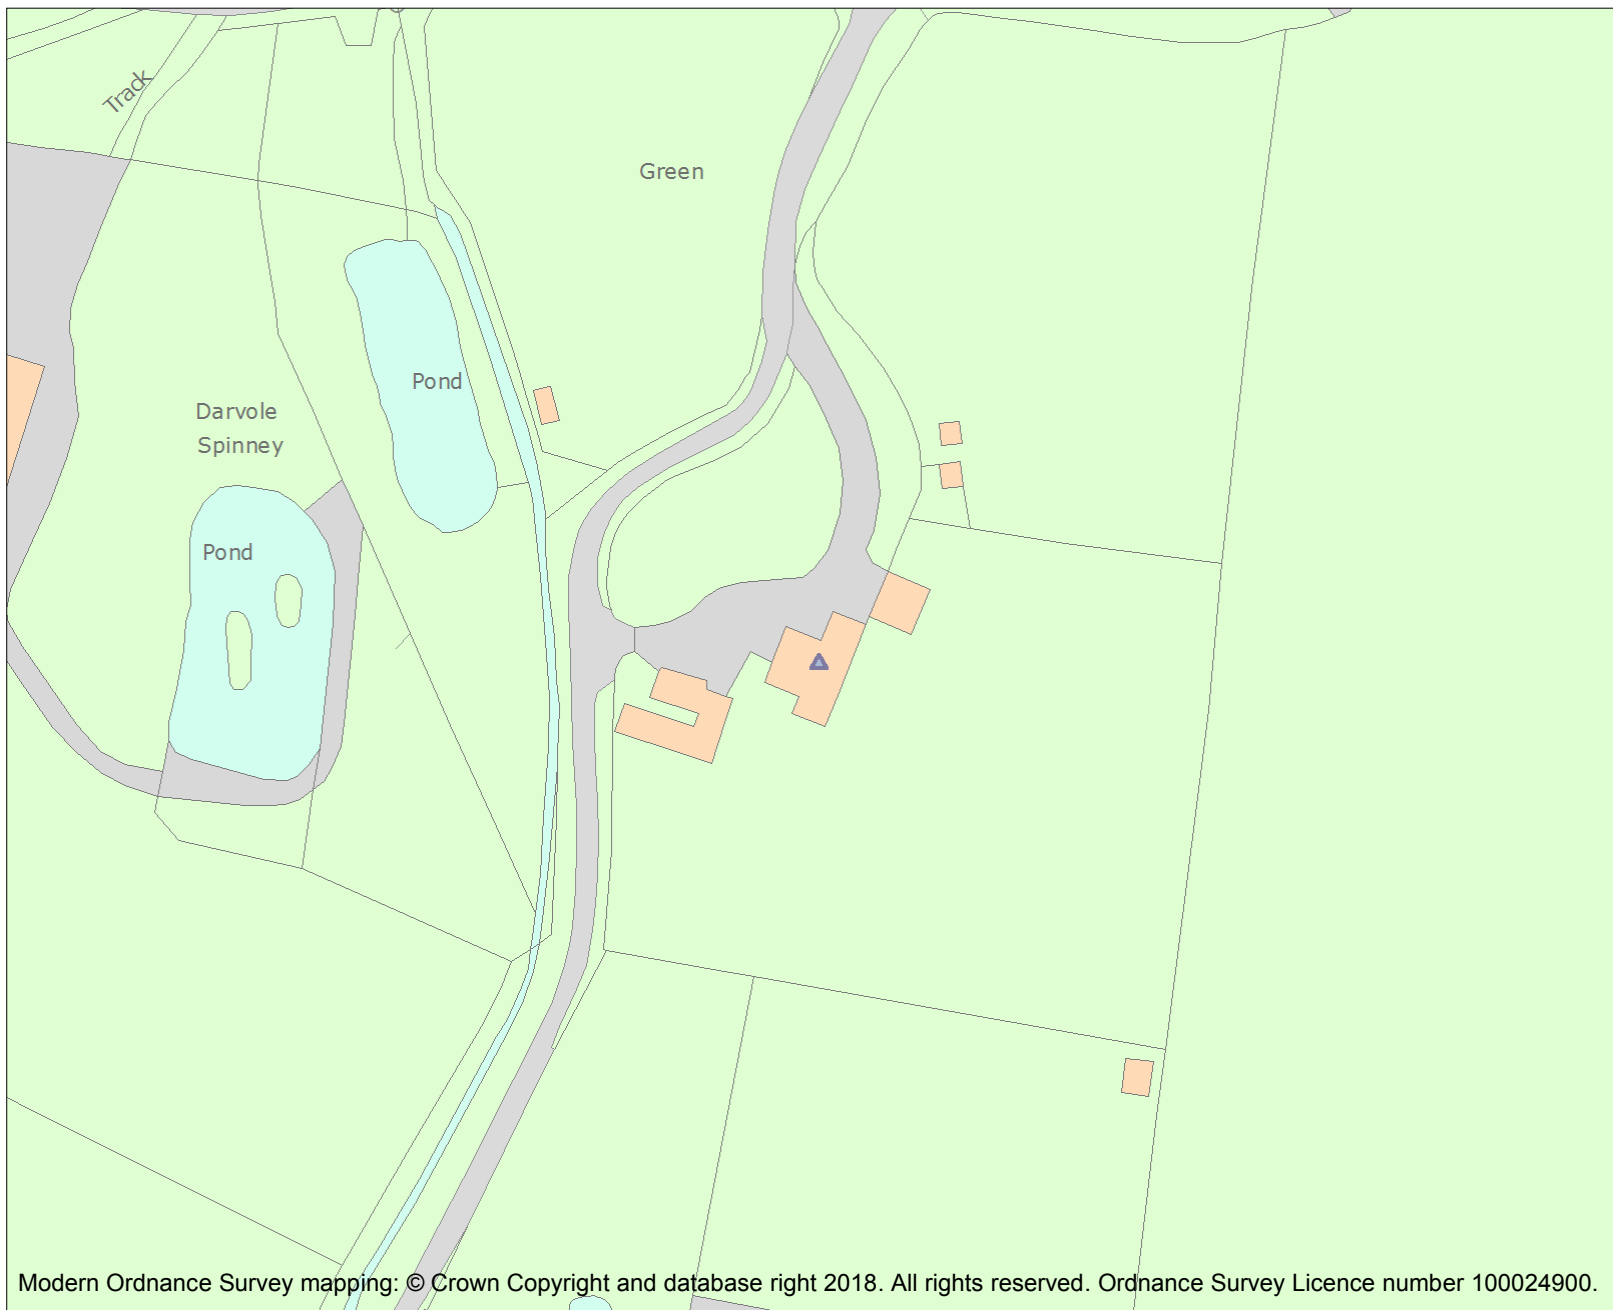 Track
Green
Pond
Darvole
Spinney
Pond
Modern Ordnance Survey mapping: © Crown Copyright and database right 2018. All rights reserved. Ordnance Survey Licence number 100024900.